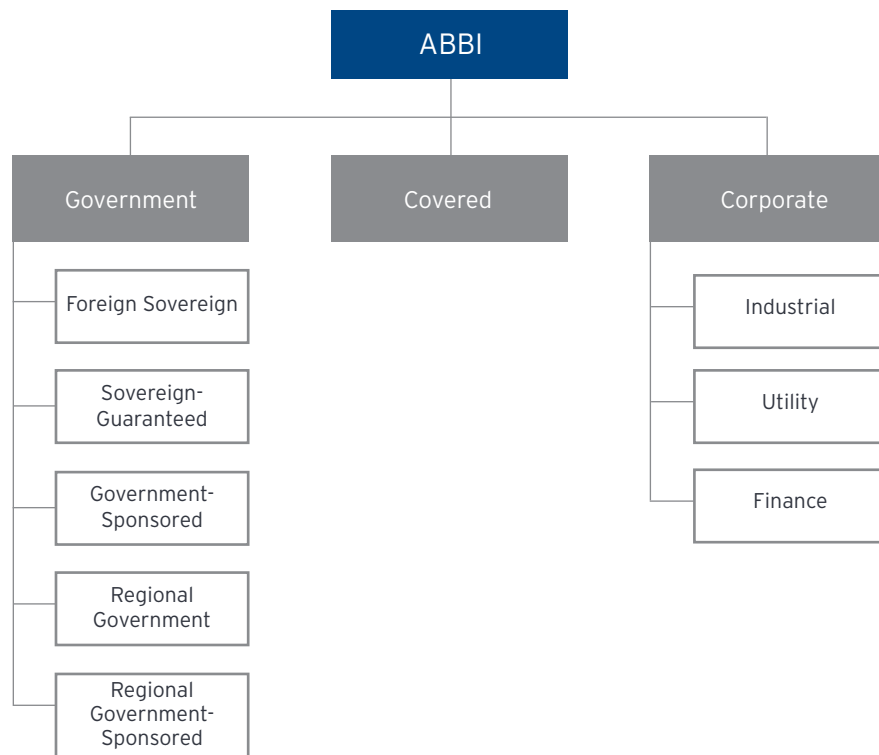 ABBI
Government
Covered
Corporate
Foreign Sovereign
Sovereign-
Guaranteed
Government-
Sponsored
Regional
Government
Regional
Government-
Sponsored
Industrial
Utility
Finance